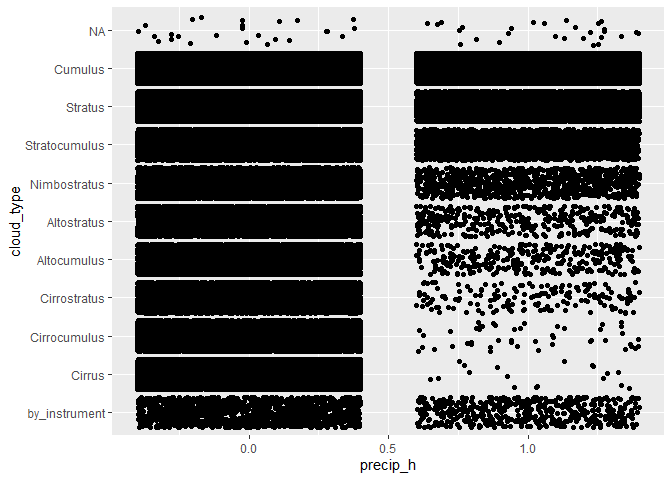 NA
Cumulus
Stratus
Stratocumulus
Nimbostratus
Altostratus
Altocumulus
Cirrostratus
Cirrocumulus
Cirrus
by_instrument
cloud_type
0.0 0.5 1.0
precip_h